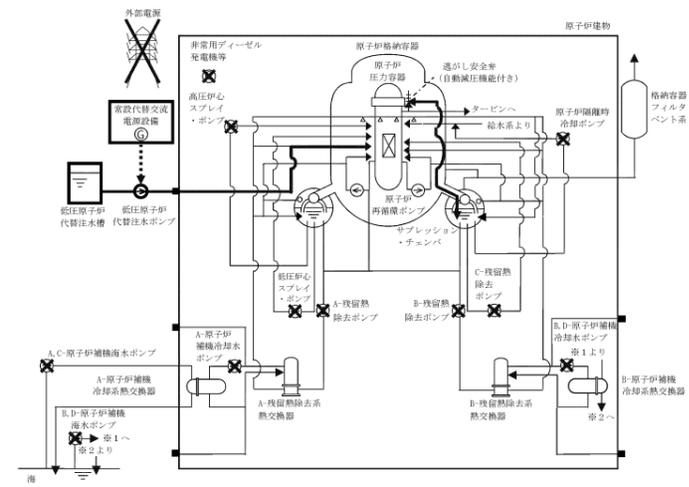 外部電源
原子炉建物
非常用ディーゼル
発電機等
原子炉格納容器
原子炉
圧力容器
逃がし安全弁
（自動減圧機能付き）
常設代替交流
電源設備
G
高圧炉心
スプレイ
・ポンプ
タービンへ
給水系より
原子炉隔離時
冷却ポンプ
格納容器
フィルタ
ベント系
低圧原子炉
代替注水槽
低圧原子炉
代替注水ポンプ
原子炉
再循環ポンプ
サプレッション
・チェンバ
低圧炉心
スプレイ
・ポンプ
A-残留熱
除去ポンプ
B-残留熱
除去ポンプ
C-残留熱
除去
ポンプ
A,C-原子炉補機海水ポンプ
A-原子炉
補機冷却水
ポンプ
B,D-原子炉補機
冷却水ポンプ
※1より
A-原子炉補機
冷却系熱交換器
B-原子炉補機
冷却系熱交換器
A-残留熱除去系
熱交換器
B-残留熱除去系
熱交換器
※2へ
B,D-原子炉補機
海水ポンプ
※1へ
※2より
海